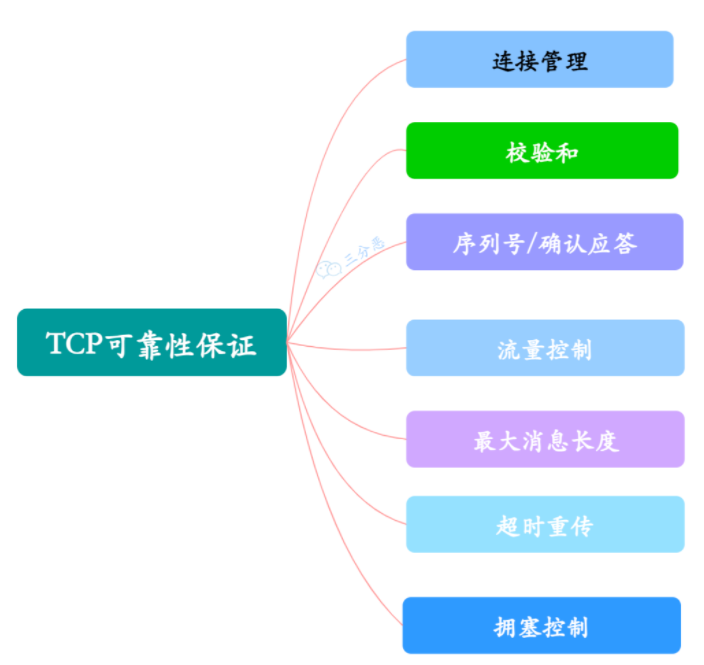 连接管理
校验和
序列号/确认应答
三分恶
TCP可靠性保证
流量控制
最大消息长度
超时重传
拥塞控制